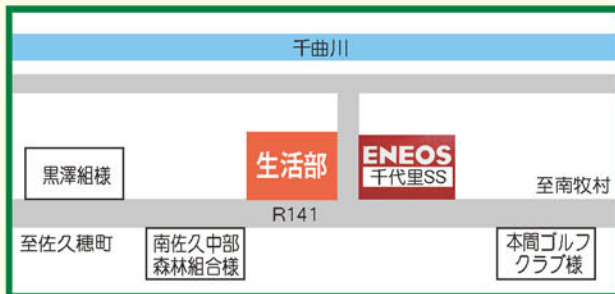 千曲川
黒澤組様
生活部
ENEOS
千代里SS
至南牧村
R141
至佐久穂町
南佐久中部
森林組合様
本間ゴルフ
クラブ様